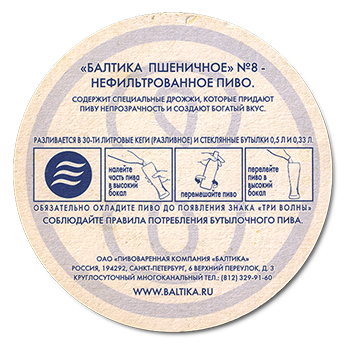 «БАЛТИКА ПШЕНИЧНОЕ» №8 -
НЕФИЛЬТРОВАННОЕ ПИВО.
СОДЕРЖИТ СПЕЦИАЛЬНЫЕ ДРОЖЖИ, КОТОРЫЕ ПРИДАЮТ
ПИВУ НЕПРОЗРАЧНОСТЬ И СОЗДАЮТ БОГАТЫЙ ВКУС.
РАЗЛИВАЕТСЯ В 30-ТИ ЛИТРОВЫЕ КЕГИ (РАЗЛИВНОЕ) И СТЕКЛЯННЫЕ БУТЫЛКИ 0,5 Л И 0,33 Л.
налейте
часть пива
в высокий
бокал
перемешайте пиво
перелейте
пиво в
высокий
бокал
ОБЯЗАТЕЛЬНО ОХЛАДИТЕ ПИВО ДО ПОЯВЛЕНИЯ ЗНАКА «ТРИ ВОЛНЫ»
СОБЛЮДАЙТЕ ПРАВИЛА ПОТРЕБЛЕНИЯ БУТЫЛОЧНОГО ПИВА.
ОАО «ПИВОВАРЕННАЯ КОМПАНИЯ «БАЛТИКА»
РОССИЯ, 194292, САНКТ-ПЕТЕРБУРГ, 6 ВЕРХНИЙ ПЕРЕУЛОК, Д. 3
КРУГЛОСУТОЧНЫЙ МНОГОКАНАЛЬНЫЙ ТЕЛ.: (812) 329-91-60
WWW.BALTIKA.RU